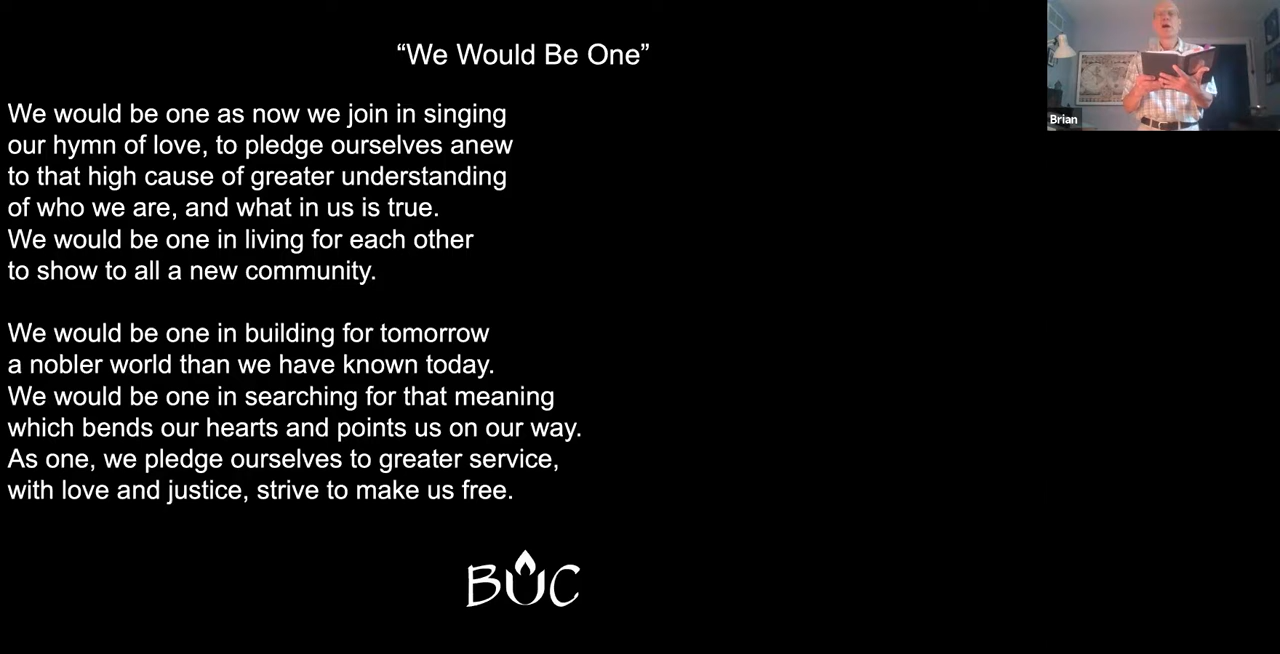 “We Would Be One”
We would be one as now we join in singing
our hymn of love, to pledge ourselves anew
to that high cause of greater understanding
of who we are, and what in us is true.
We would be one in living for each other
to show to all a new community.
We would be one in building for tomorrow
a nobler world than we have known today.
We would be one in searching for that meaning
which bends our hearts and points us on our way.
As one, we pledge ourselves to greater service,
with love and justice, strive to make us free.
BUC
Brian